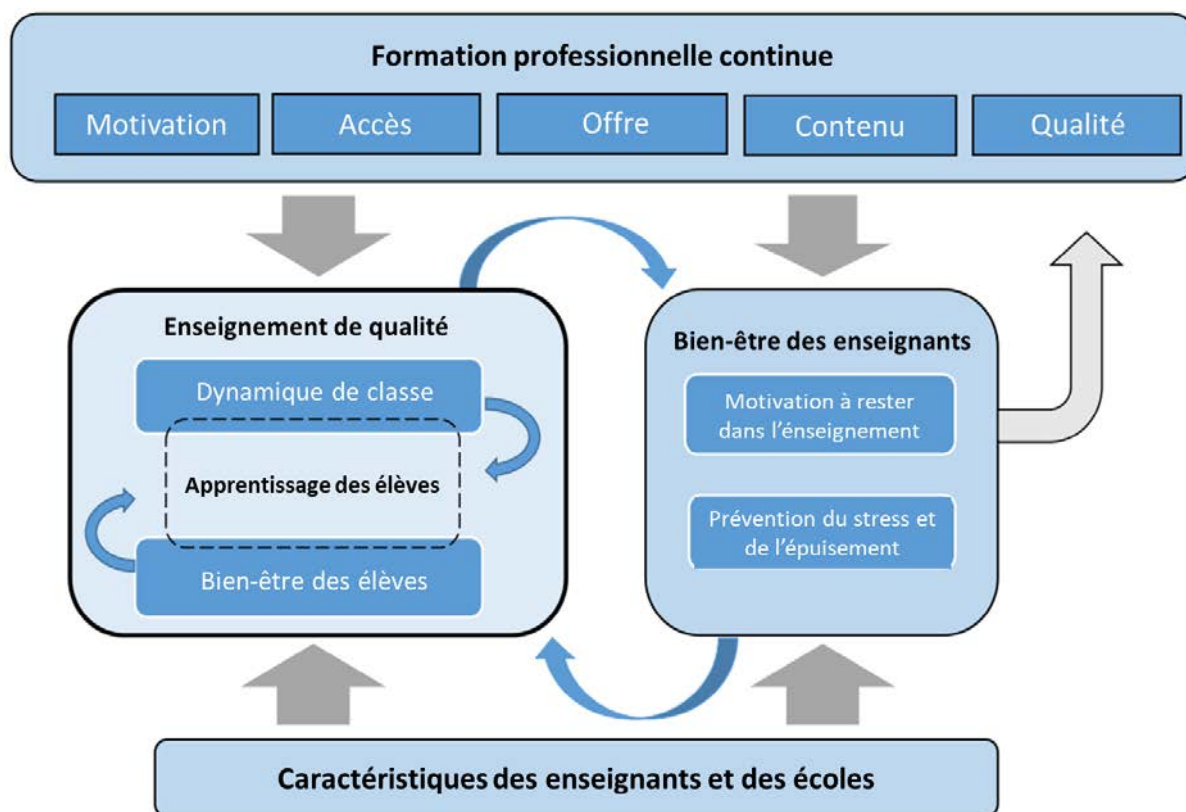 Formation professionnelle continue
Motivation
Accès
Offre
Contenu
Qualité
Enseignement de qualité
Dynamique de classe
Apprentissage des élèves
Bien-être des élèves
Bien-être des enseignants
Motivation à rester
dans l'énseignement
Prévention du stress et
de l'épuisement
Caractéristiques des enseignants et des écoles